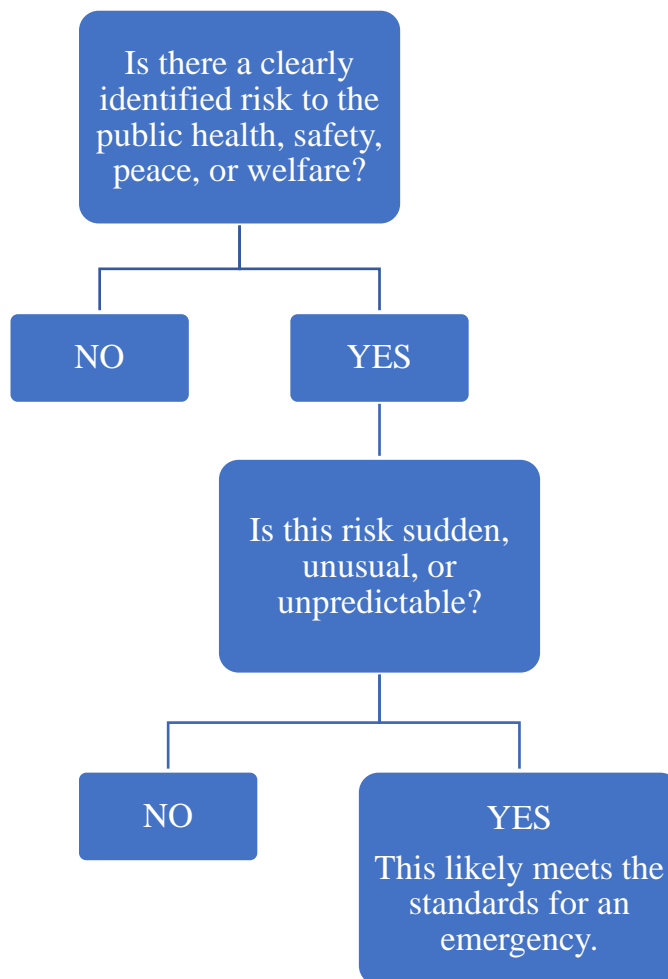 Is there a clearly
identified risk to the
public health, safety,
peace, or welfare?
NO
YES
Is this risk sudden,
unusual, or
unpredictable?
NO
YES
This likely meets the
standards for an
emergency.